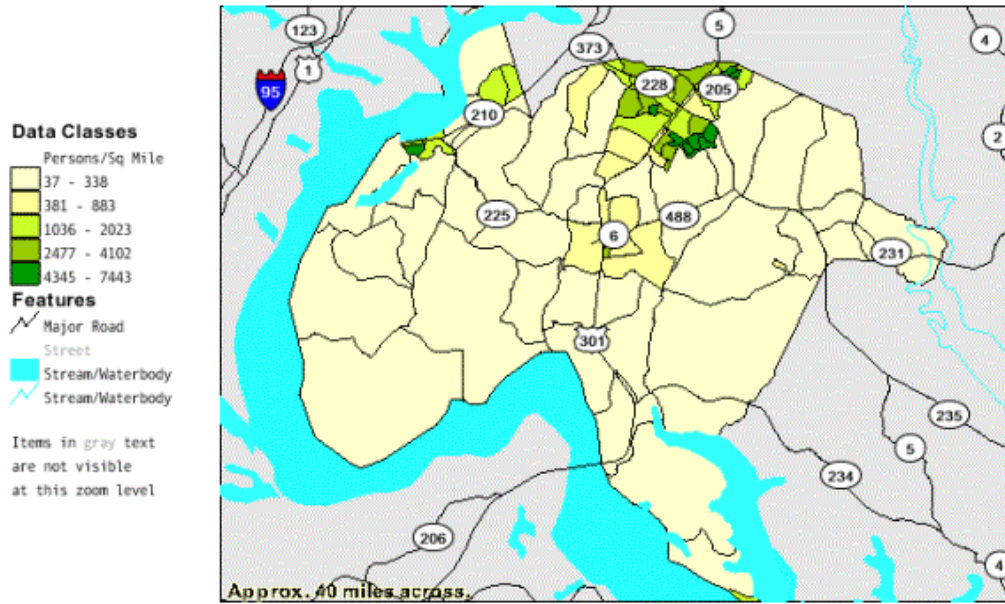 Data Classes
Persons/Sq Mile
37 - 338
381 - 883
1036 - 2023
2477 - 4102
4345 - 7443
Features
Major Road
Street
Stream/Waterbody
Stream/Waterbody
Items in gray text
are not visible
at this zoom level
123
1
95
373
5
4
228
205
210
2
225
488
6
231
301
235
5
234
206
4
Approx. 40 miles across.